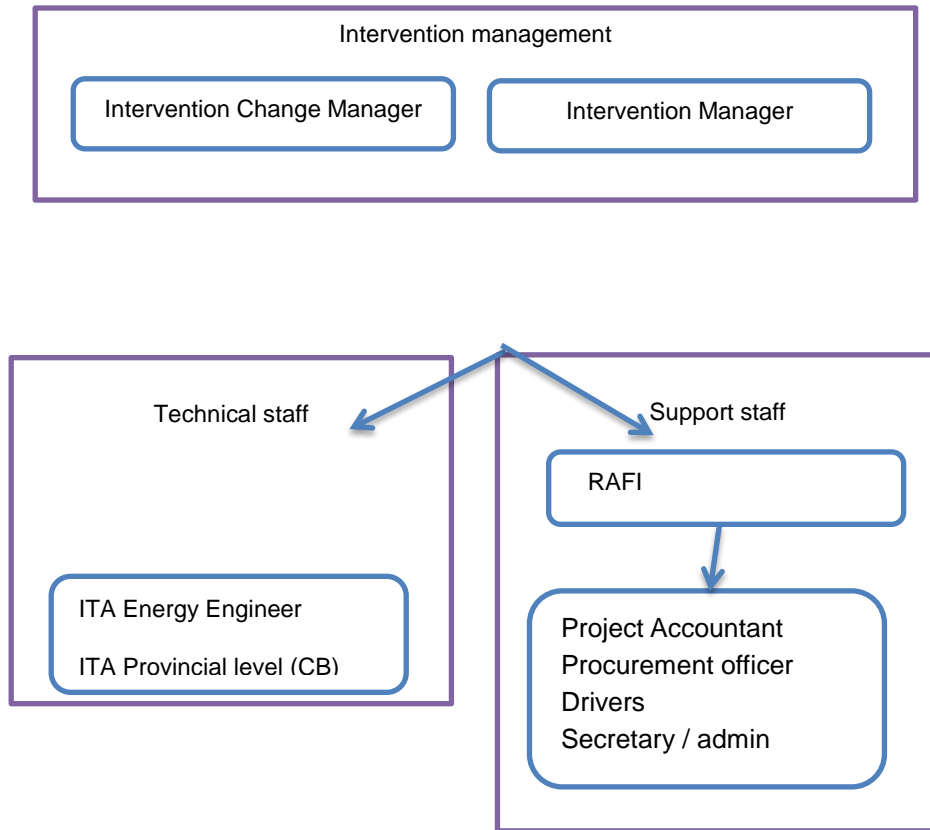 Intervention management
Intervention Change Manager
Intervention Manager
Technical staff
Support staff
RAFI
ITA Energy Engineer
ITA Provincial level (CB)
Project Accountant
Procurement officer
Drivers
Secretary / admin